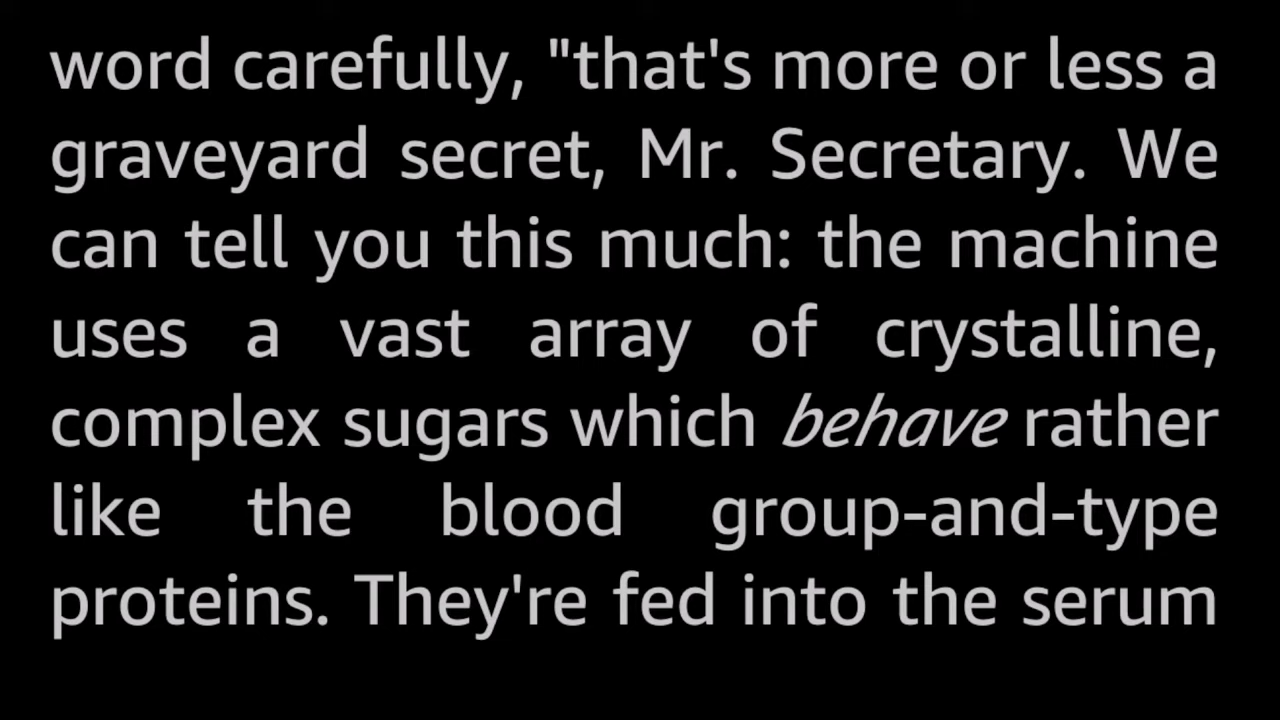 word carefully, "that's more or less a
graveyard secret, Mr. Secretary. We
can tell you this much: the machine
uses a vast array of crystalline,
complex sugars which behave rather
like the blood group-and-type
proteins. They're fed into the serum